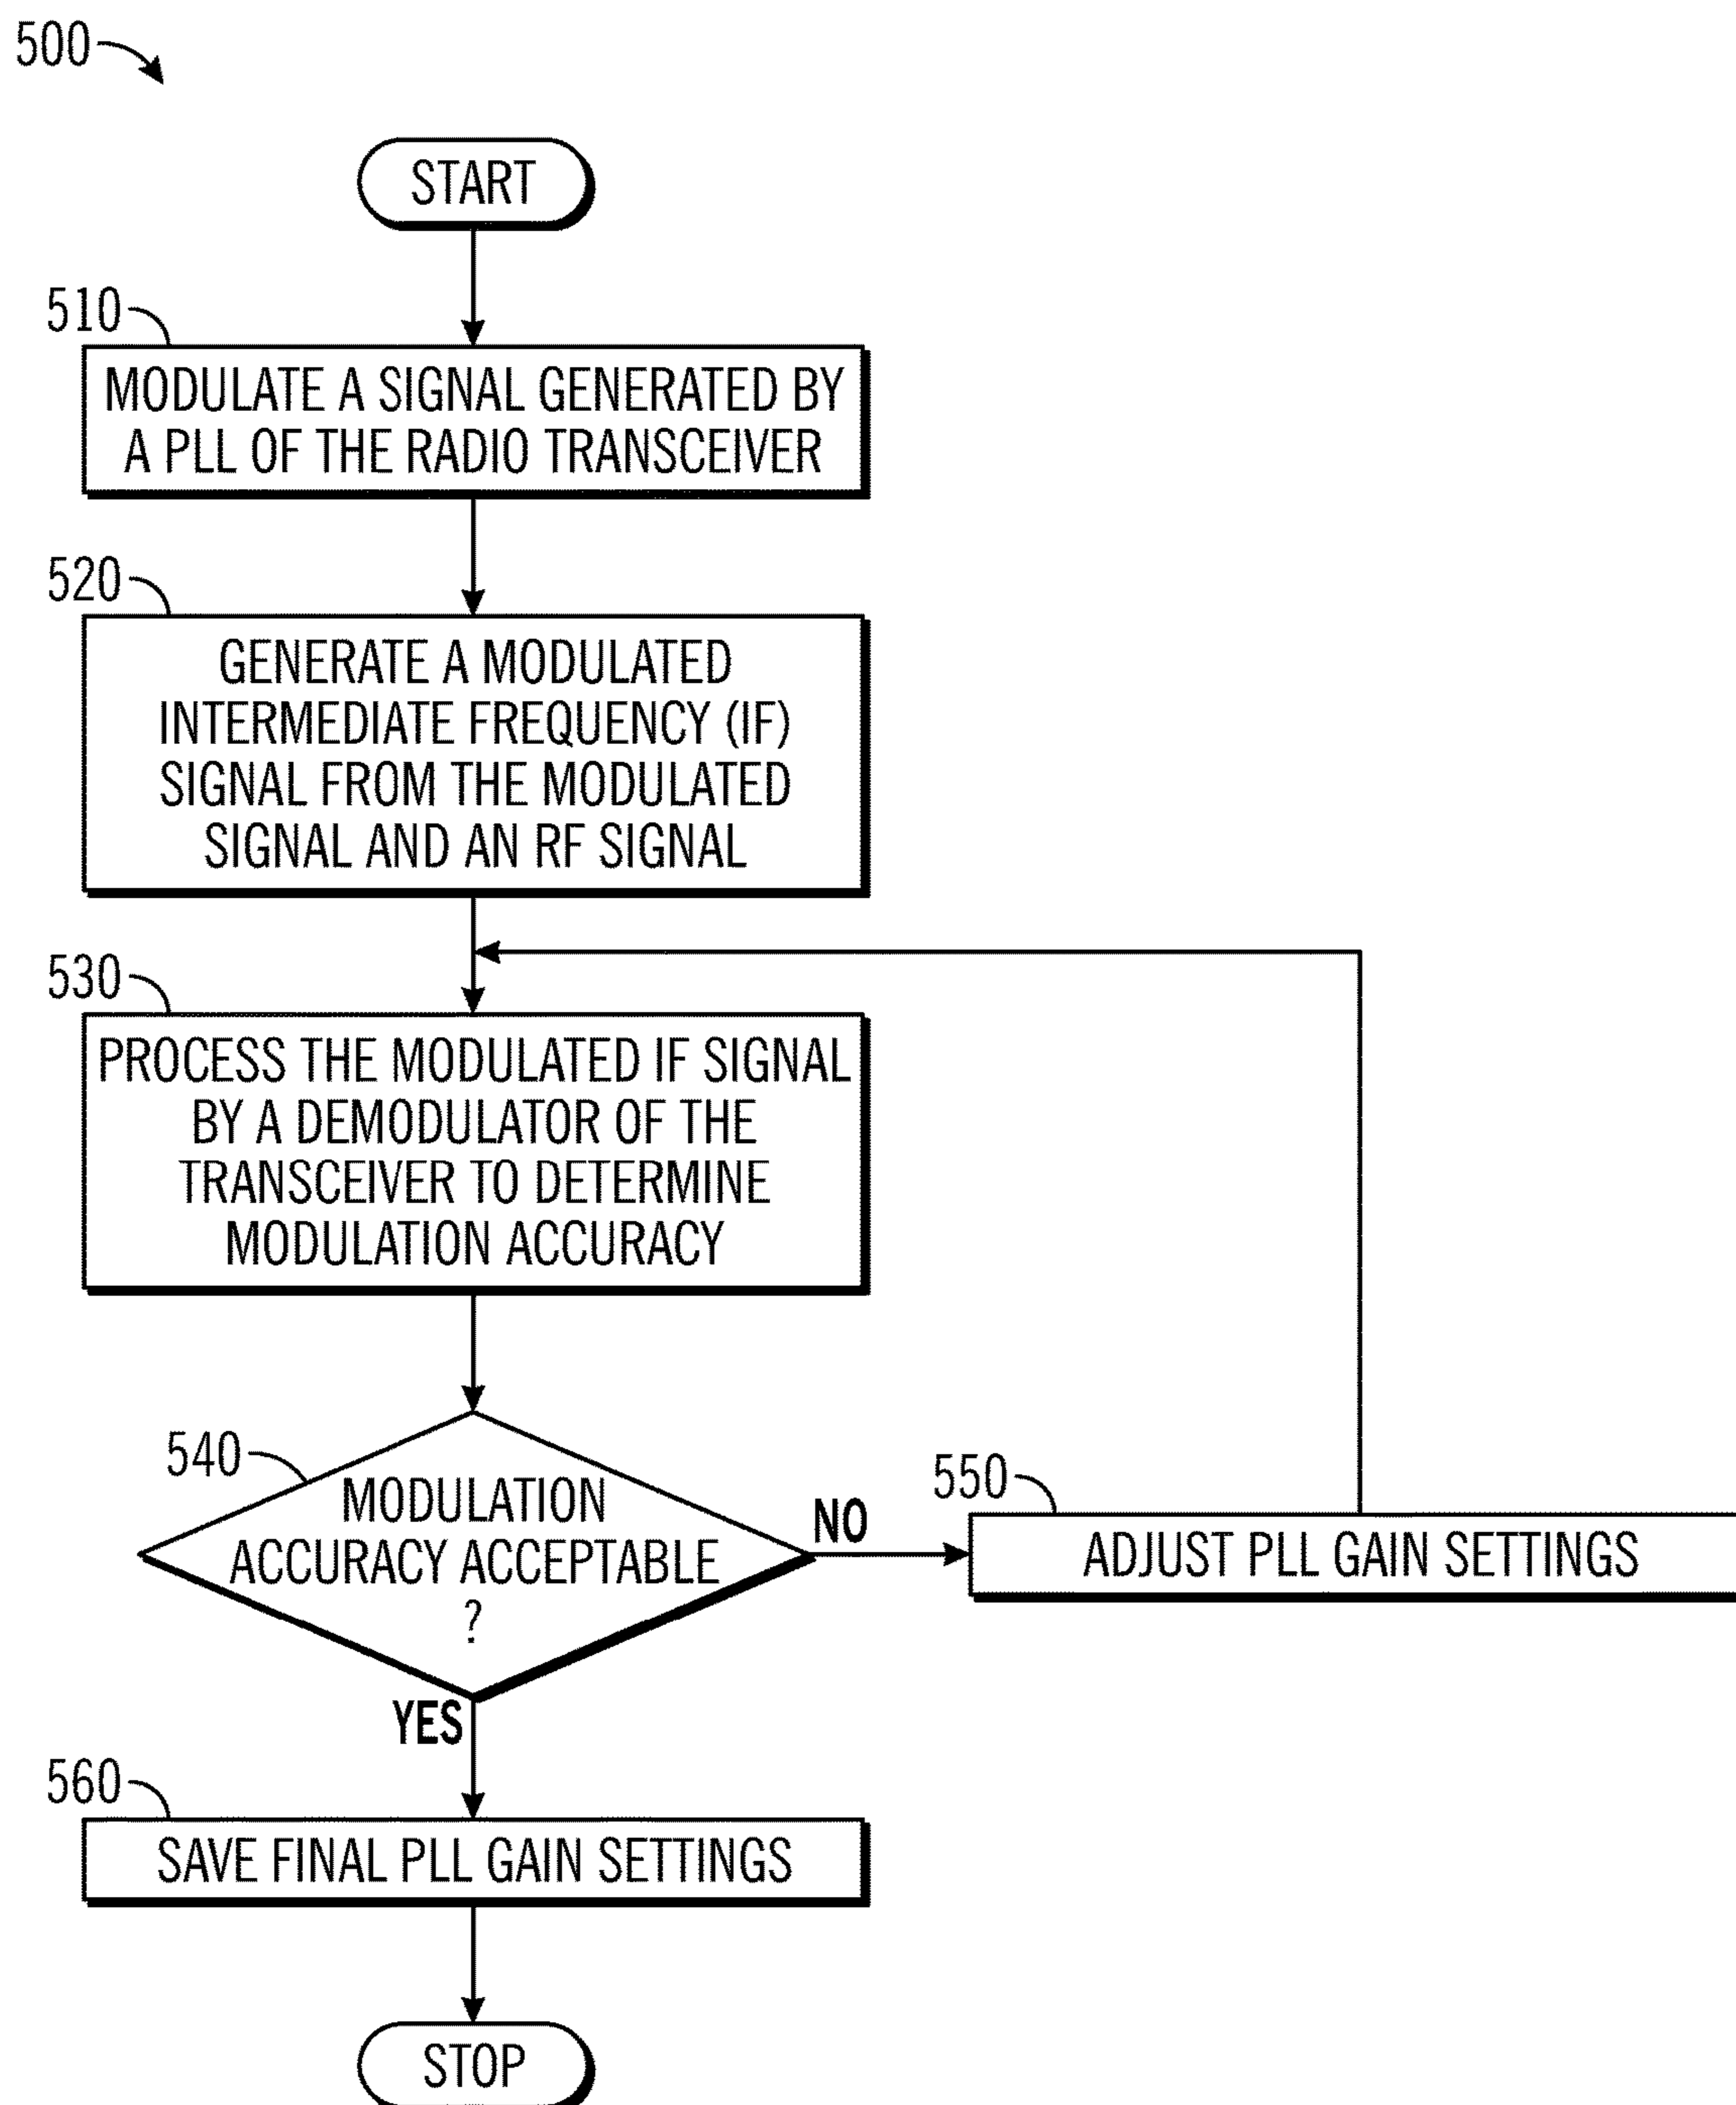 500
START
510
MODULATE A SIGNAL GENERATED BY
A PLL OF THE RADIO TRANSCEIVER
520
GENERATE A MODULATED
INTERMEDIATE FREQUENCY (IF)
SIGNAL FROM THE MODULATED
SIGNAL AND AN RF SIGNAL
530
PROCESS THE MODULATED IF SIGNAL
BY A DEMODULATOR OF THE
TRANSCEIVER TO DETERMINE
MODULATION ACCURACY
540
MODULATION
ACCURACY ACCEPTABLE
?
NO
550
ADJUST PLL GAIN SETTINGS
YES
560
SAVE FINAL PLL GAIN SETTINGS
STOP